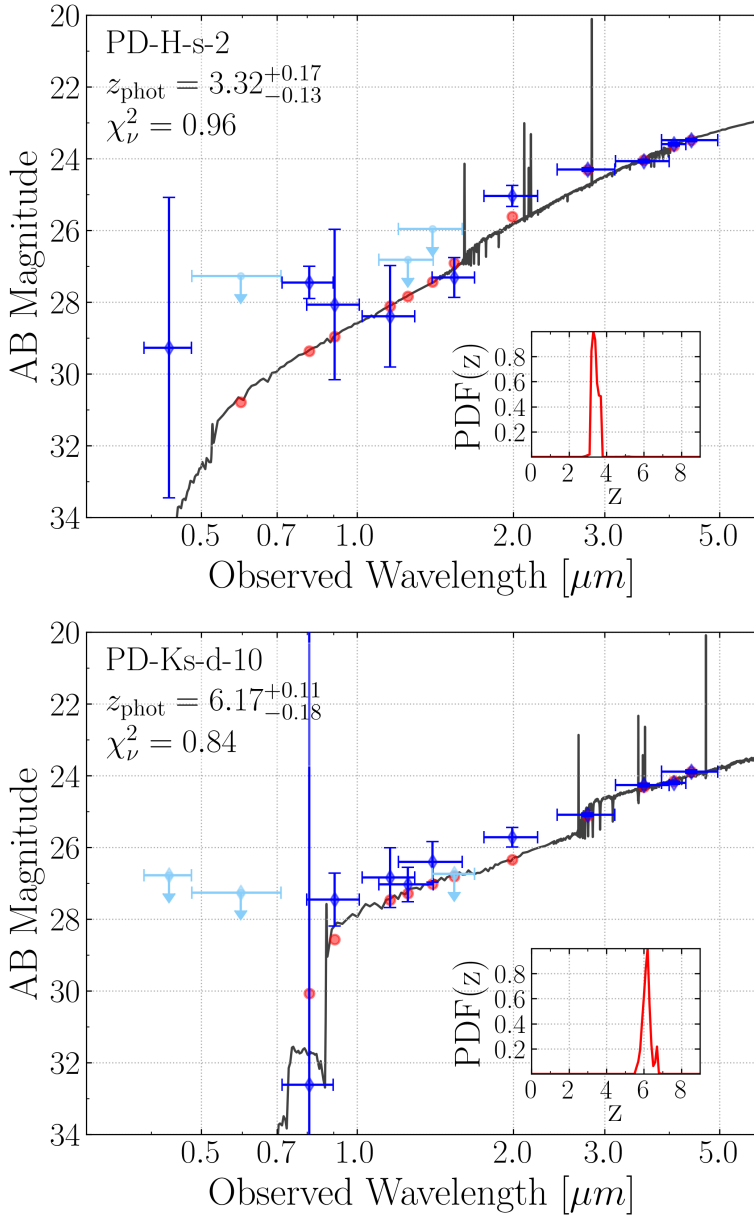 20
22
24
26
28
30
32
34
AB Magnitude
PD-H-s-2
z_phot = 3.32^{+0.17}_{-0.13}
χ²_ν = 0.96
PDF(z)
0.8
0.6
0.4
0.2
0 2 4 6 8
z
0.5 0.7 1.0 2.0 3.0 5.0
Observed Wavelength [μm]
20
22
24
26
28
30
32
34
AB Magnitude
PD-Ks-d-10
z_phot = 6.17^{+0.11}_{-0.18}
χ²_ν = 0.84
PDF(z)
0.8
0.6
0.4
0.2
0 2 4 6 8
z
0.5 0.7 1.0 2.0 3.0 5.0
Observed Wavelength [μm]